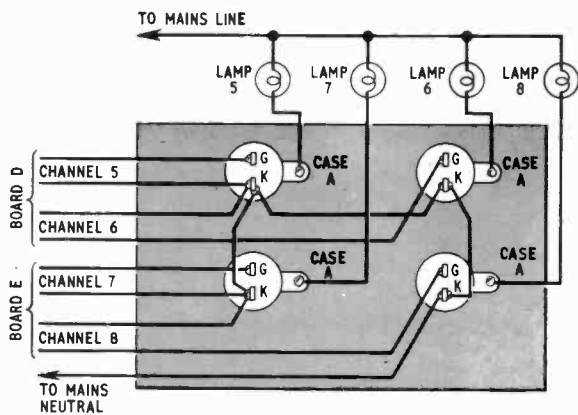 TO MAINS LINE
LAMP
5
LAMP
7
LAMP
6
LAMP
8
BOARD D
CHANNEL 5
CHANNEL 6
G
K
CASE
A
G
K
CASE
A
BOARD E
CHANNEL 7
CHANNEL 8
G
K
CASE
A
G
K
CASE
A
TO MAINS
NEUTRAL